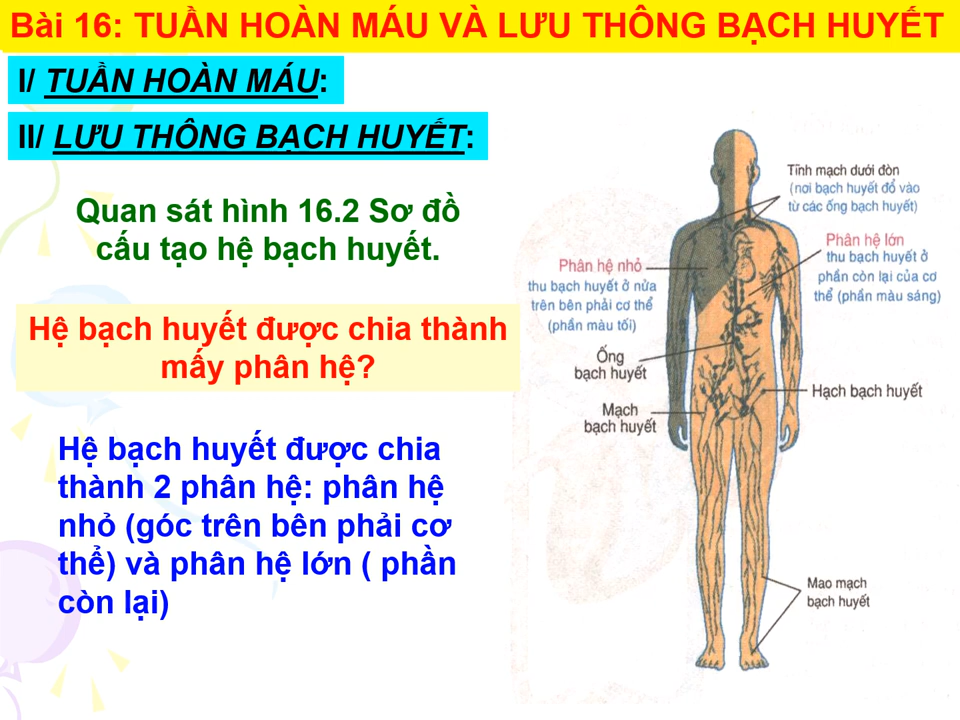 Bài 16: TUẦN HOÀN MÁU VÀ LƯU THÔNG BẠCH HUYẾT
I/ TUẦN HOÀN MÁU:
II/ LƯU THÔNG BẠCH HUYẾT:
Quan sát hình 16.2 Sơ đồ
cấu tạo hệ bạch huyết.
Hệ bạch huyết được chia thành
mấy phân hệ?
Hệ bạch huyết được chia
thành 2 phân hệ: phân hệ
nhỏ (góc trên bên phải cơ
thể) và phân hệ lớn ( phần
còn lại)
Tĩnh mạch dưới đòn
(nơi bạch huyết đổ vào
từ các ống bạch huyết)
Phân hệ lớn
thu bạch huyết ở
phần còn lại của cơ
thể (phần màu sáng)
Phân hệ nhỏ
thu bạch huyết ở nửa
trên bên phải cơ thể
(phần màu tối)
Ống
bạch huyết
Hạch bạch huyết
Mạch
bạch huyết
Mao mạch
bạch huyết